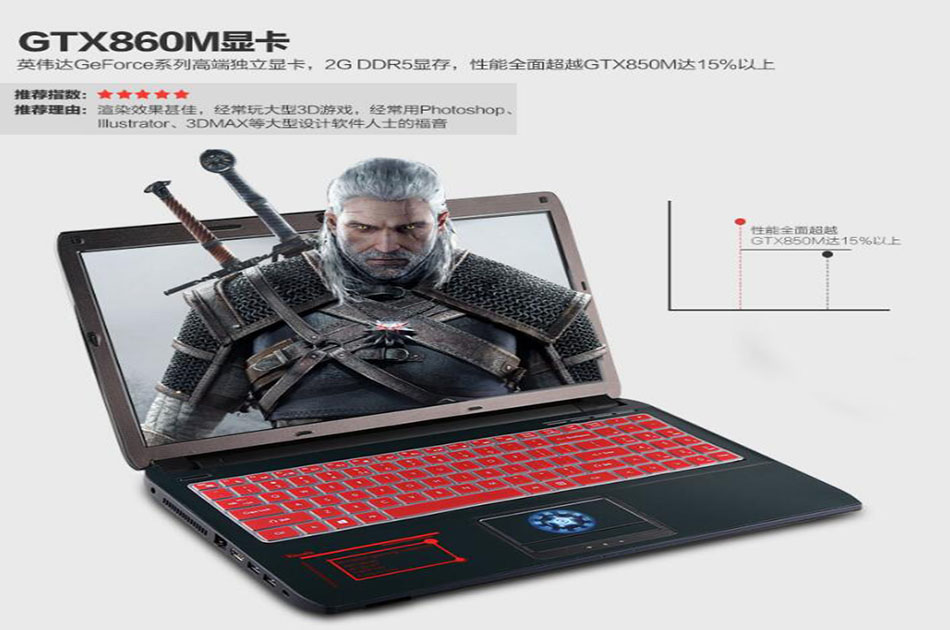 GTX860M显卡
英伟达GeForce系列高端独立显卡，2G DDR5显存，性能全面超越GTX850M达15%以上
推荐指数：★★★★★
推荐理由：渲染效果甚佳，经常玩大型3D游戏，经常用Photoshop、
Illustrator、3DMAX等大型设计软件人士的福音
性能全面超越
GTX850M达15%以上